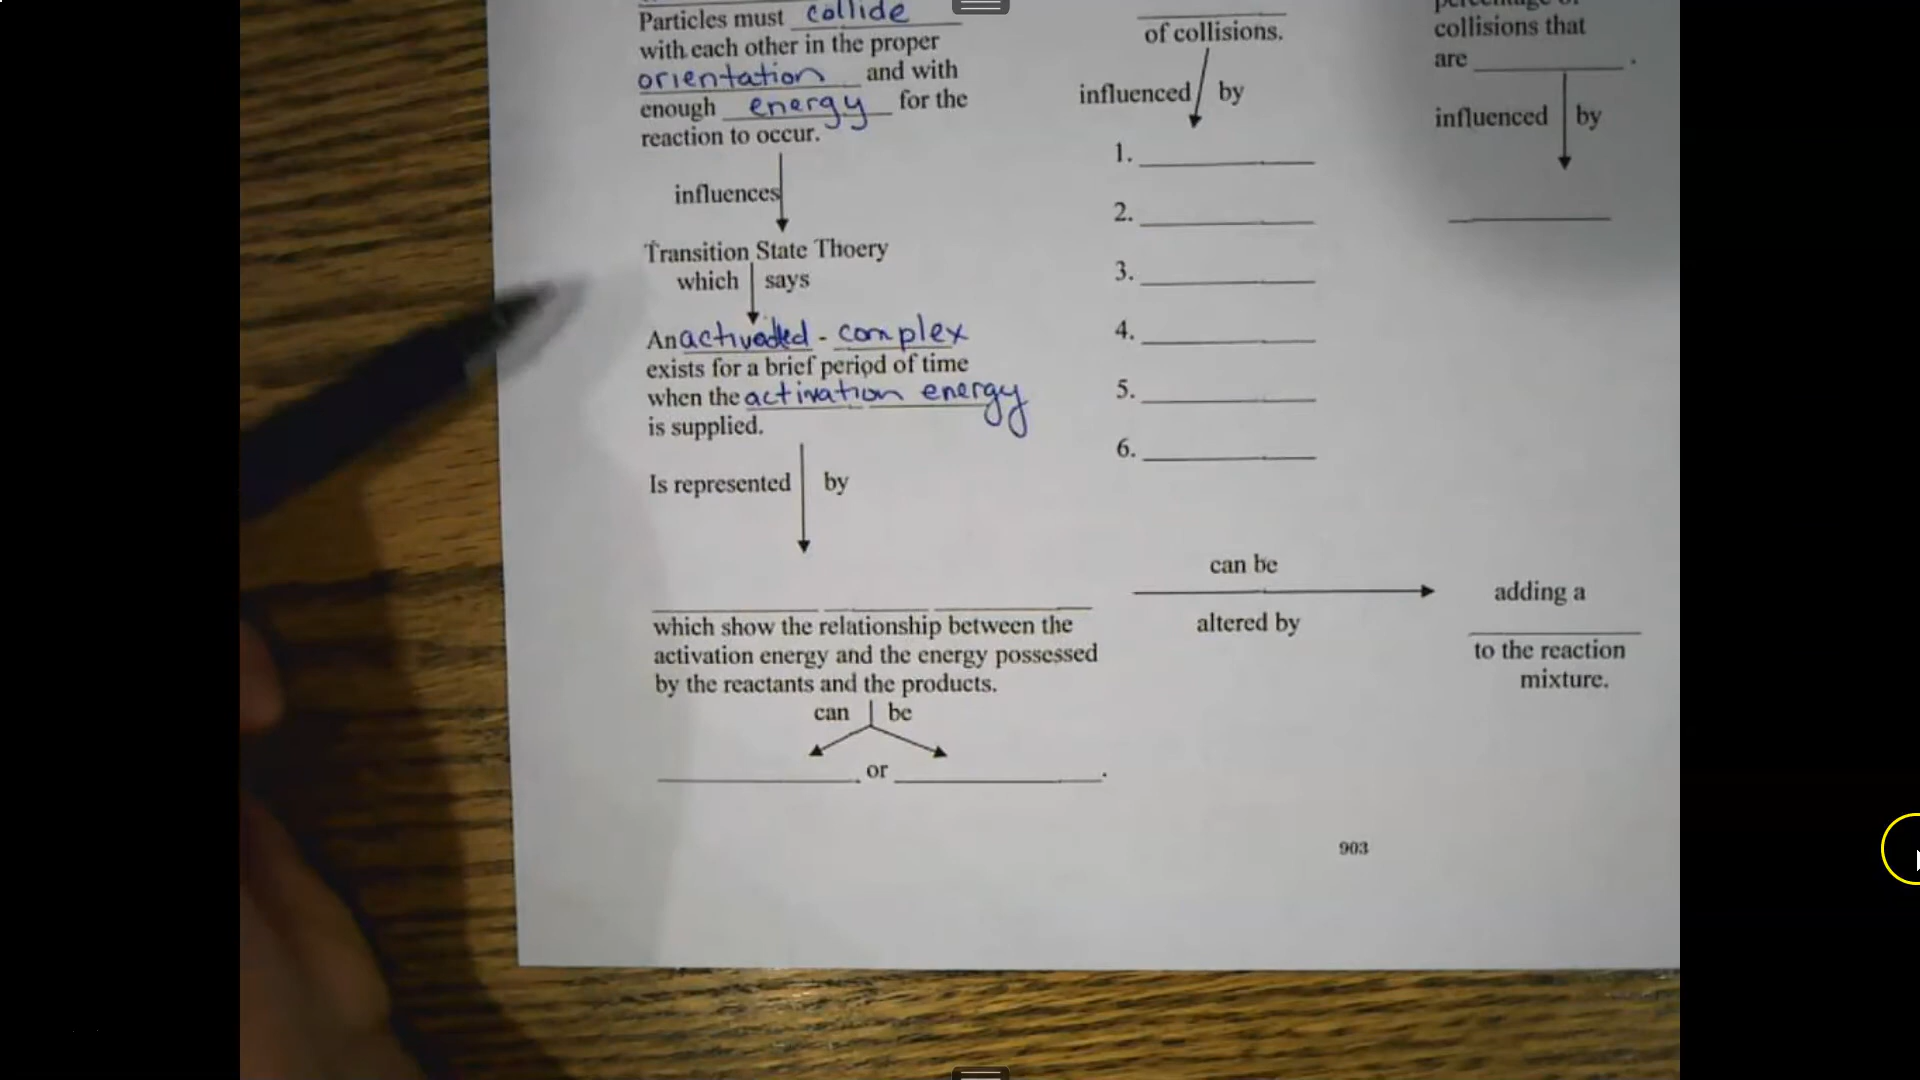 Particles must collide
with each other in the proper
orientation and with
enough energy for the
reaction to occur.
influences
Transition State Thoery
which says
An activated - complex
exists for a brief period of time
when the activation energy
is supplied.
Is represented by
which show the relationship between the
activation energy and the energy possessed
by the reactants and the products.
can be
or .
of collisions.
influenced by
1.
2.
3.
4.
5.
6.
can be
altered by
collisions that
are .
influenced by
adding a
to the reaction
mixture.
903